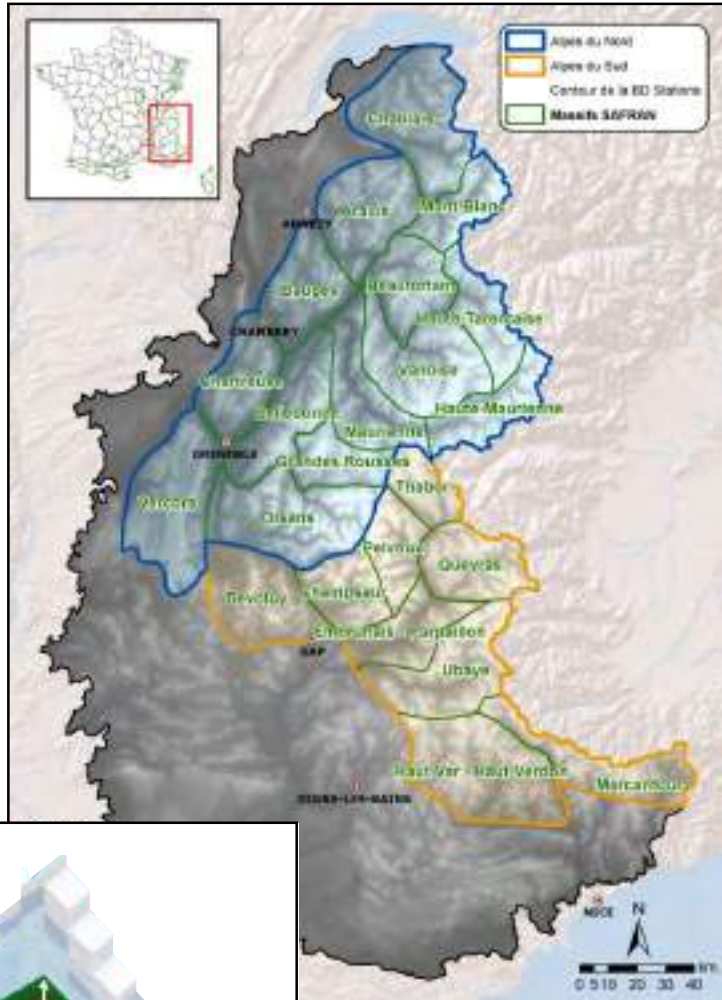 Alpes du Nord
Alpes du Sud
Contour de la BD Stations
Massifs SAFRAN
Chablais
Aravis
Mont-Blanc
ANNECY
Bauges
Beaufortain
Haute-Tarentaise
CHAMBERY
Vanoise
Chartreuse
Haute-Maurienne
Belledonne
Maurienne
GRENOBLE
Grandes Rousses
Thabor
Vercors
Oisans
Pelvoux
Queyras
Devoluy
Champsaur
Embrunais - Parpaillon
GAP
Ubaye
Haut Var - Haut Verdon
Mercantour
DIGNE-LES-BAINS
NICE
N
km
0 5 10 20 30 40